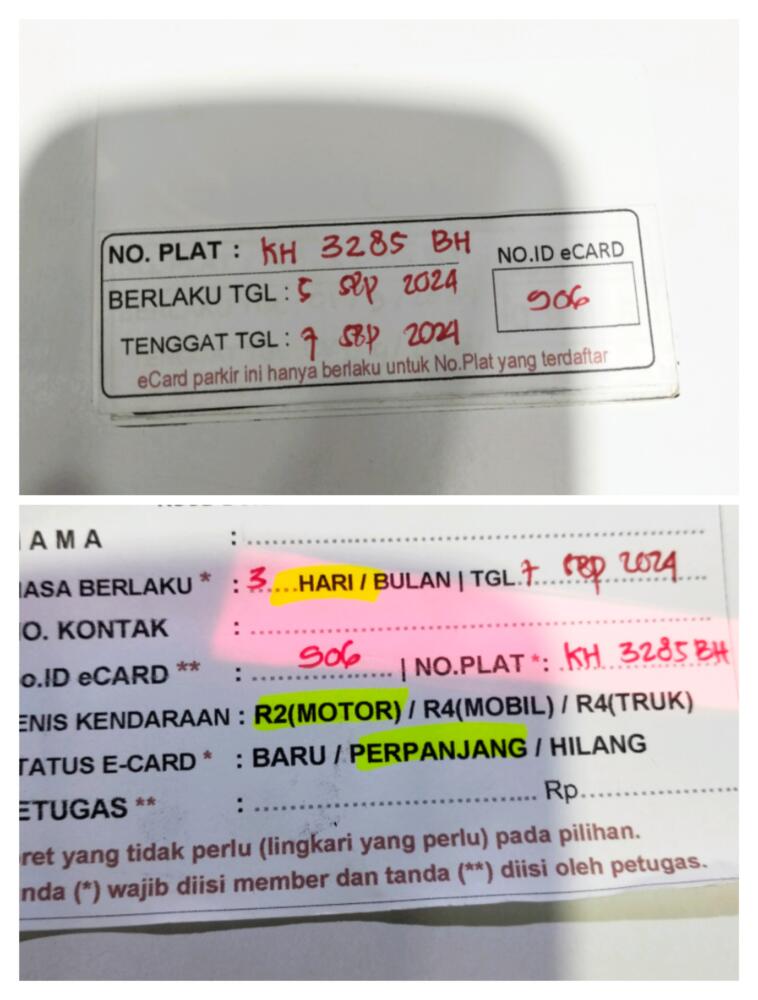 NO. PLAT : KH 3285 BH
NO.ID eCARD
BERLAKU TGL : 5 SEP 2024
906
TENGGAT TGL : 7 SEP 2024
eCard parkir ini hanya berlaku untuk No.Plat yang terdaftar
AMA : 
ASA BERLAKU * : 3 HARI / BULAN | TGL. 7 SEP 2024
O. KONTAK :
o.ID eCARD ** : 906 | NO.PLAT *: KH 3285 BH
ENIS KENDARAAN : R2(MOTOR) / R4(MOBIL) / R4(TRUK)
TATUS E-CARD * : BARU / PERPANJANG / HILANG
ETUGAS ** : Rp
ret yang tidak perlu (lingkari yang perlu) pada pilihan.
nda (*) wajib diisi member dan tanda (**) diisi oleh petugas.